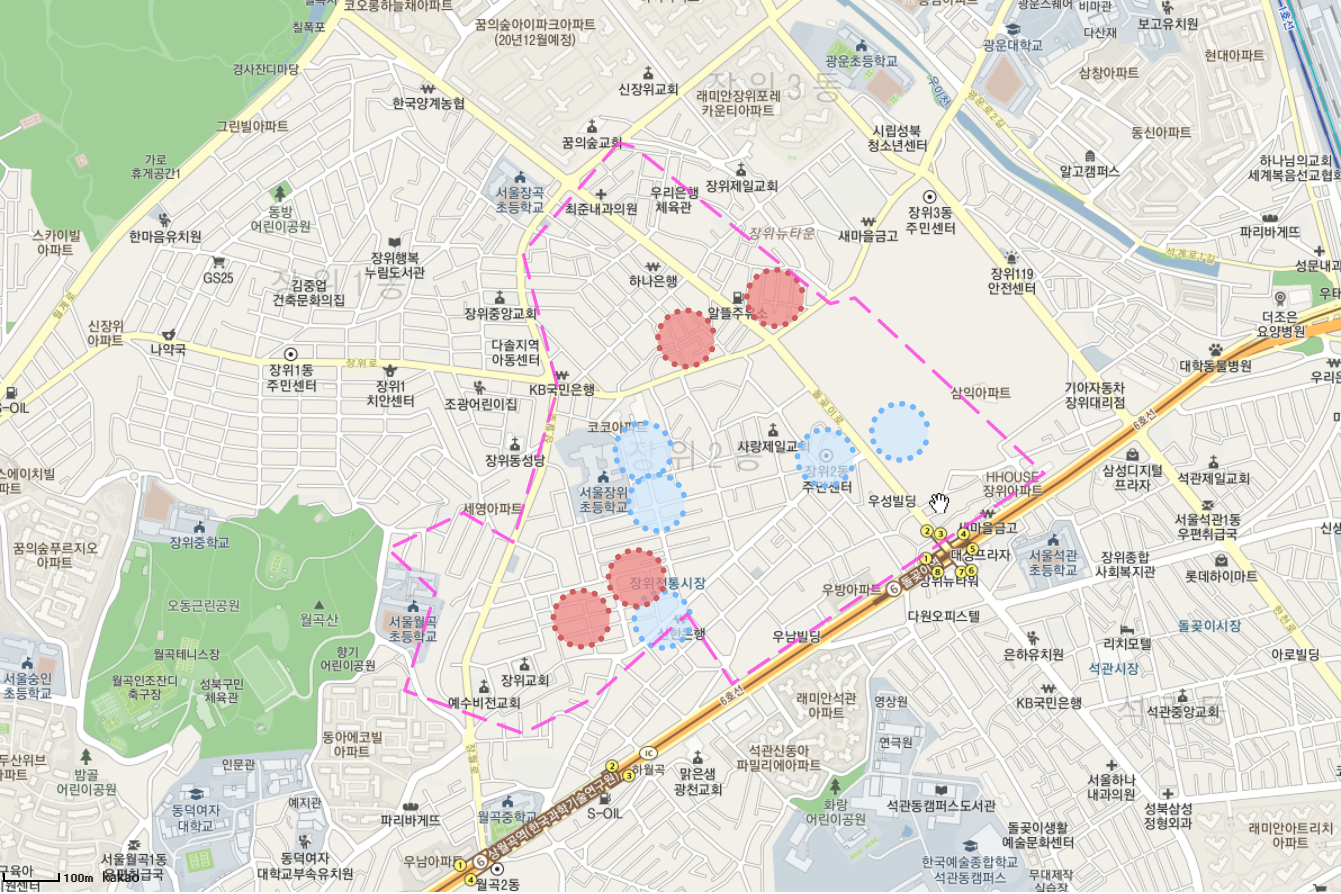 칠폭포
코오롱하늘채아파트
꿈의숲아이파크아파트
(20년12월예정)
광운스퀘어
비마관
보고유치원
1호선
광운대학교
다산재
광운초등학교
현대아파트
경사잔디마당
신장위교회
장위3동
삼창아파트
한국양계농협
래미안장위포레
카운티아파트
우이천
광운로2길
그린빌아파트
꿈의숲교회
시립성북
청소년센터
동신아파트
가로
휴게공간1
알고캠퍼스
하나님의교회
세계복음선교협회
서울장곡
초등학교
장위제일교회
우리은행
체육관
최준내과의원
동방
어린이공원
장위3동
주민센터
파리바게뜨
스카이빌
아파트
한마음유치원
장위뉴타운
새마을금고
장위행복
누림도서관
석계로1길
GS25
하나은행
장위119
안전센터
성문내과
장위1동
김중업
건축문화의집
월계로
장위중앙교회
알뜰주유소
더조은
요양병원
신장위
아파트
나약국
다솔지역
아동센터
장위로
장위1동
주민센터
장위1
치안센터
KB국민은행
대학동물병원
조광어린이집
삼익아파트
기아자동차
장위대리점
S-OIL
돌곶이로
6호선
장월로
코코아파트
장위2동
사랑제일교회
장위동성당
장위2동
주민센터
서울장위
초등학교
우성빌딩
HHOUSE
장위아파트
삼성디지털
프라자
석관제일교회
세영아파트
새마을금고
서울석관1동
우편취급국
장위중학교
꿈의숲푸르지오
아파트
대성프라자
서울석관
초등학교
장위종합
사회복지관
롯데하이마트
장위뉴타워
장위전통시장
우방아파트
오동근린공원
월곡산
서울월곡
초등학교
다원오피스텔
우남빌딩
돌곶이시장
한천로
리치모텔
은하유치원
석관시장
아로빌딩
월곡테니스장
향기
어린이공원
서울숭인
초등학교
월곡인조잔디
축구장
성북구민
체육관
장위교회
예수비전교회
6호선
래미안석관
아파트
영상원
KB국민은행
석관중앙교회
동아에코빌
아파트
연극원
석관신동아
파밀리에아파트
IC
하월곡
밤골
어린이공원
인문관
맑은샘
광천교회
서울하나
내과의원
예지관
동덕여자
대학교
파리바게뜨
월곡중학교
S-OIL
화랑
어린이공원
석관동캠퍼스도서관
성북삼성
정형외과
돌곶이생활
예술문화센터
래미안아트리치
아파트
서울월곡1동
우편취급국
동덕여자
대학교부속유치원
우남아파트
상월곡역(한국과학기술연구원)
한국예술종합학교
석관동캠퍼스
월곡2동
무대제작
실습장
100m kakao